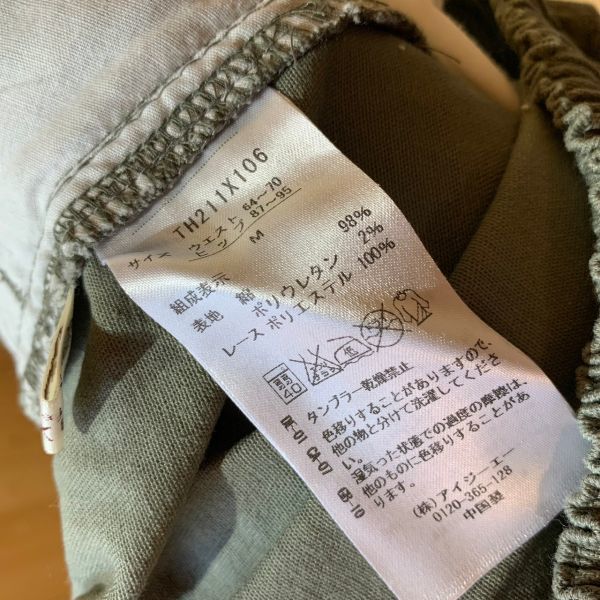 TH211X106
サイズ ウエスト 64~70
ヒップ 87~95
M
組成表示
表地 綿 98%
ポリウレタン 2%
レース ポリエステル 100%
40 低
タンブラー乾燥禁止
色移りすることがありますので、
他の物と分けて洗濯してくださ
い。
湿気った状態での過度の摩擦は、
他のものに色移りすることがあ
ります。
(株)アイジーエー
0120-365-128
中国製